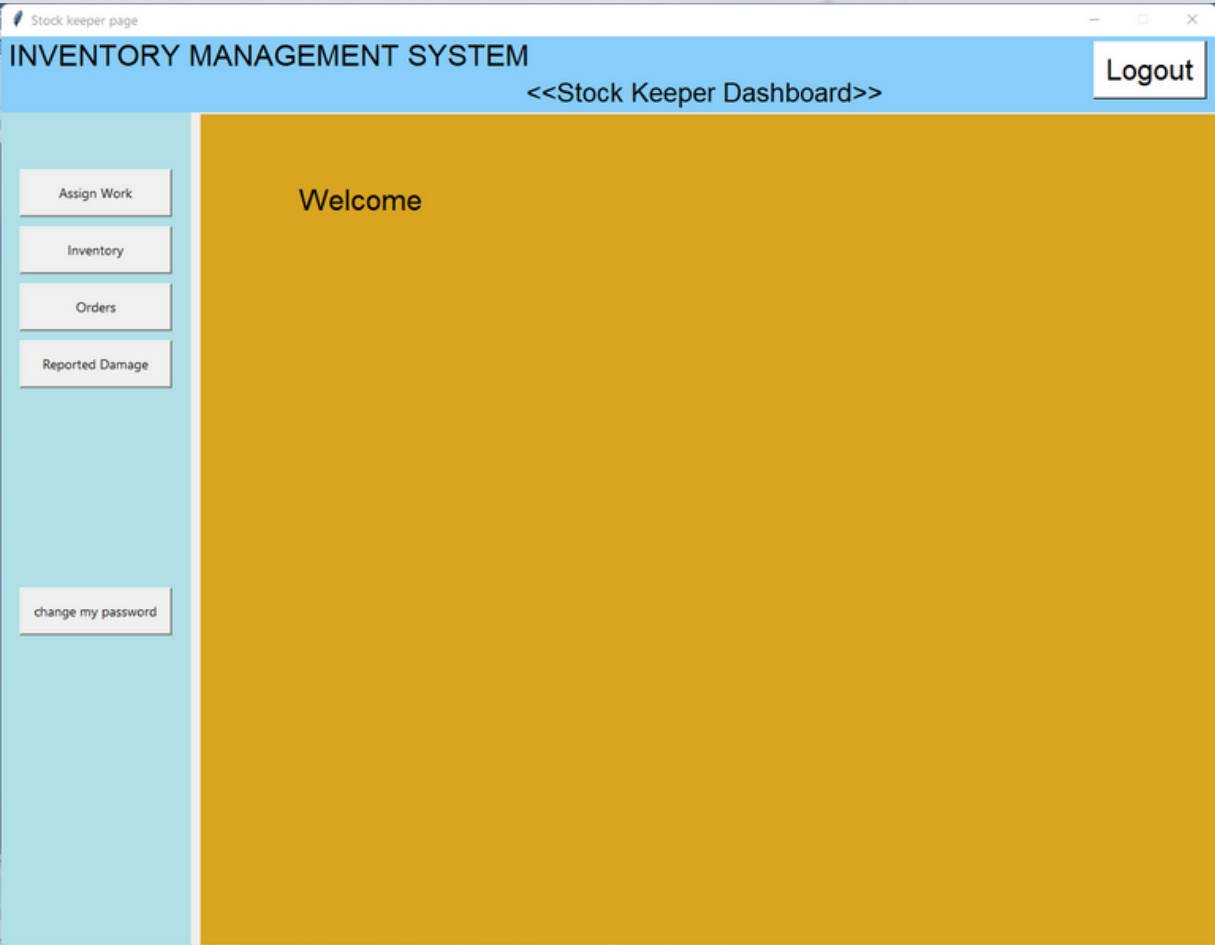 Stock keeper page
INVENTORY MANAGEMENT SYSTEM
<<Stock Keeper Dashboard>>
Logout
Assign Work
Inventory
Orders
Reported Damage
change my password
Welcome